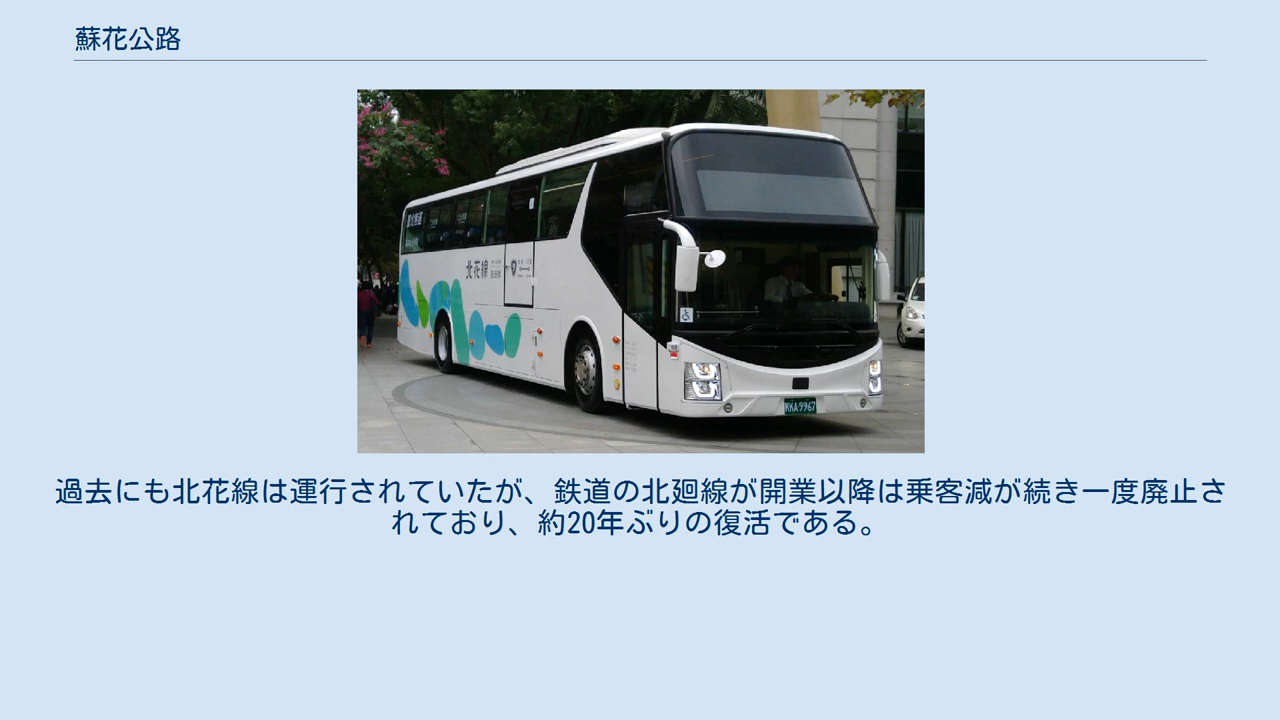 蘇花公路
北花線
KKA-9967
過去にも北花線は運行されていたが、鉄道の北廻線が開業以降は乗客減が続き一度廃止さ
れており、約20年ぶりの復活である。